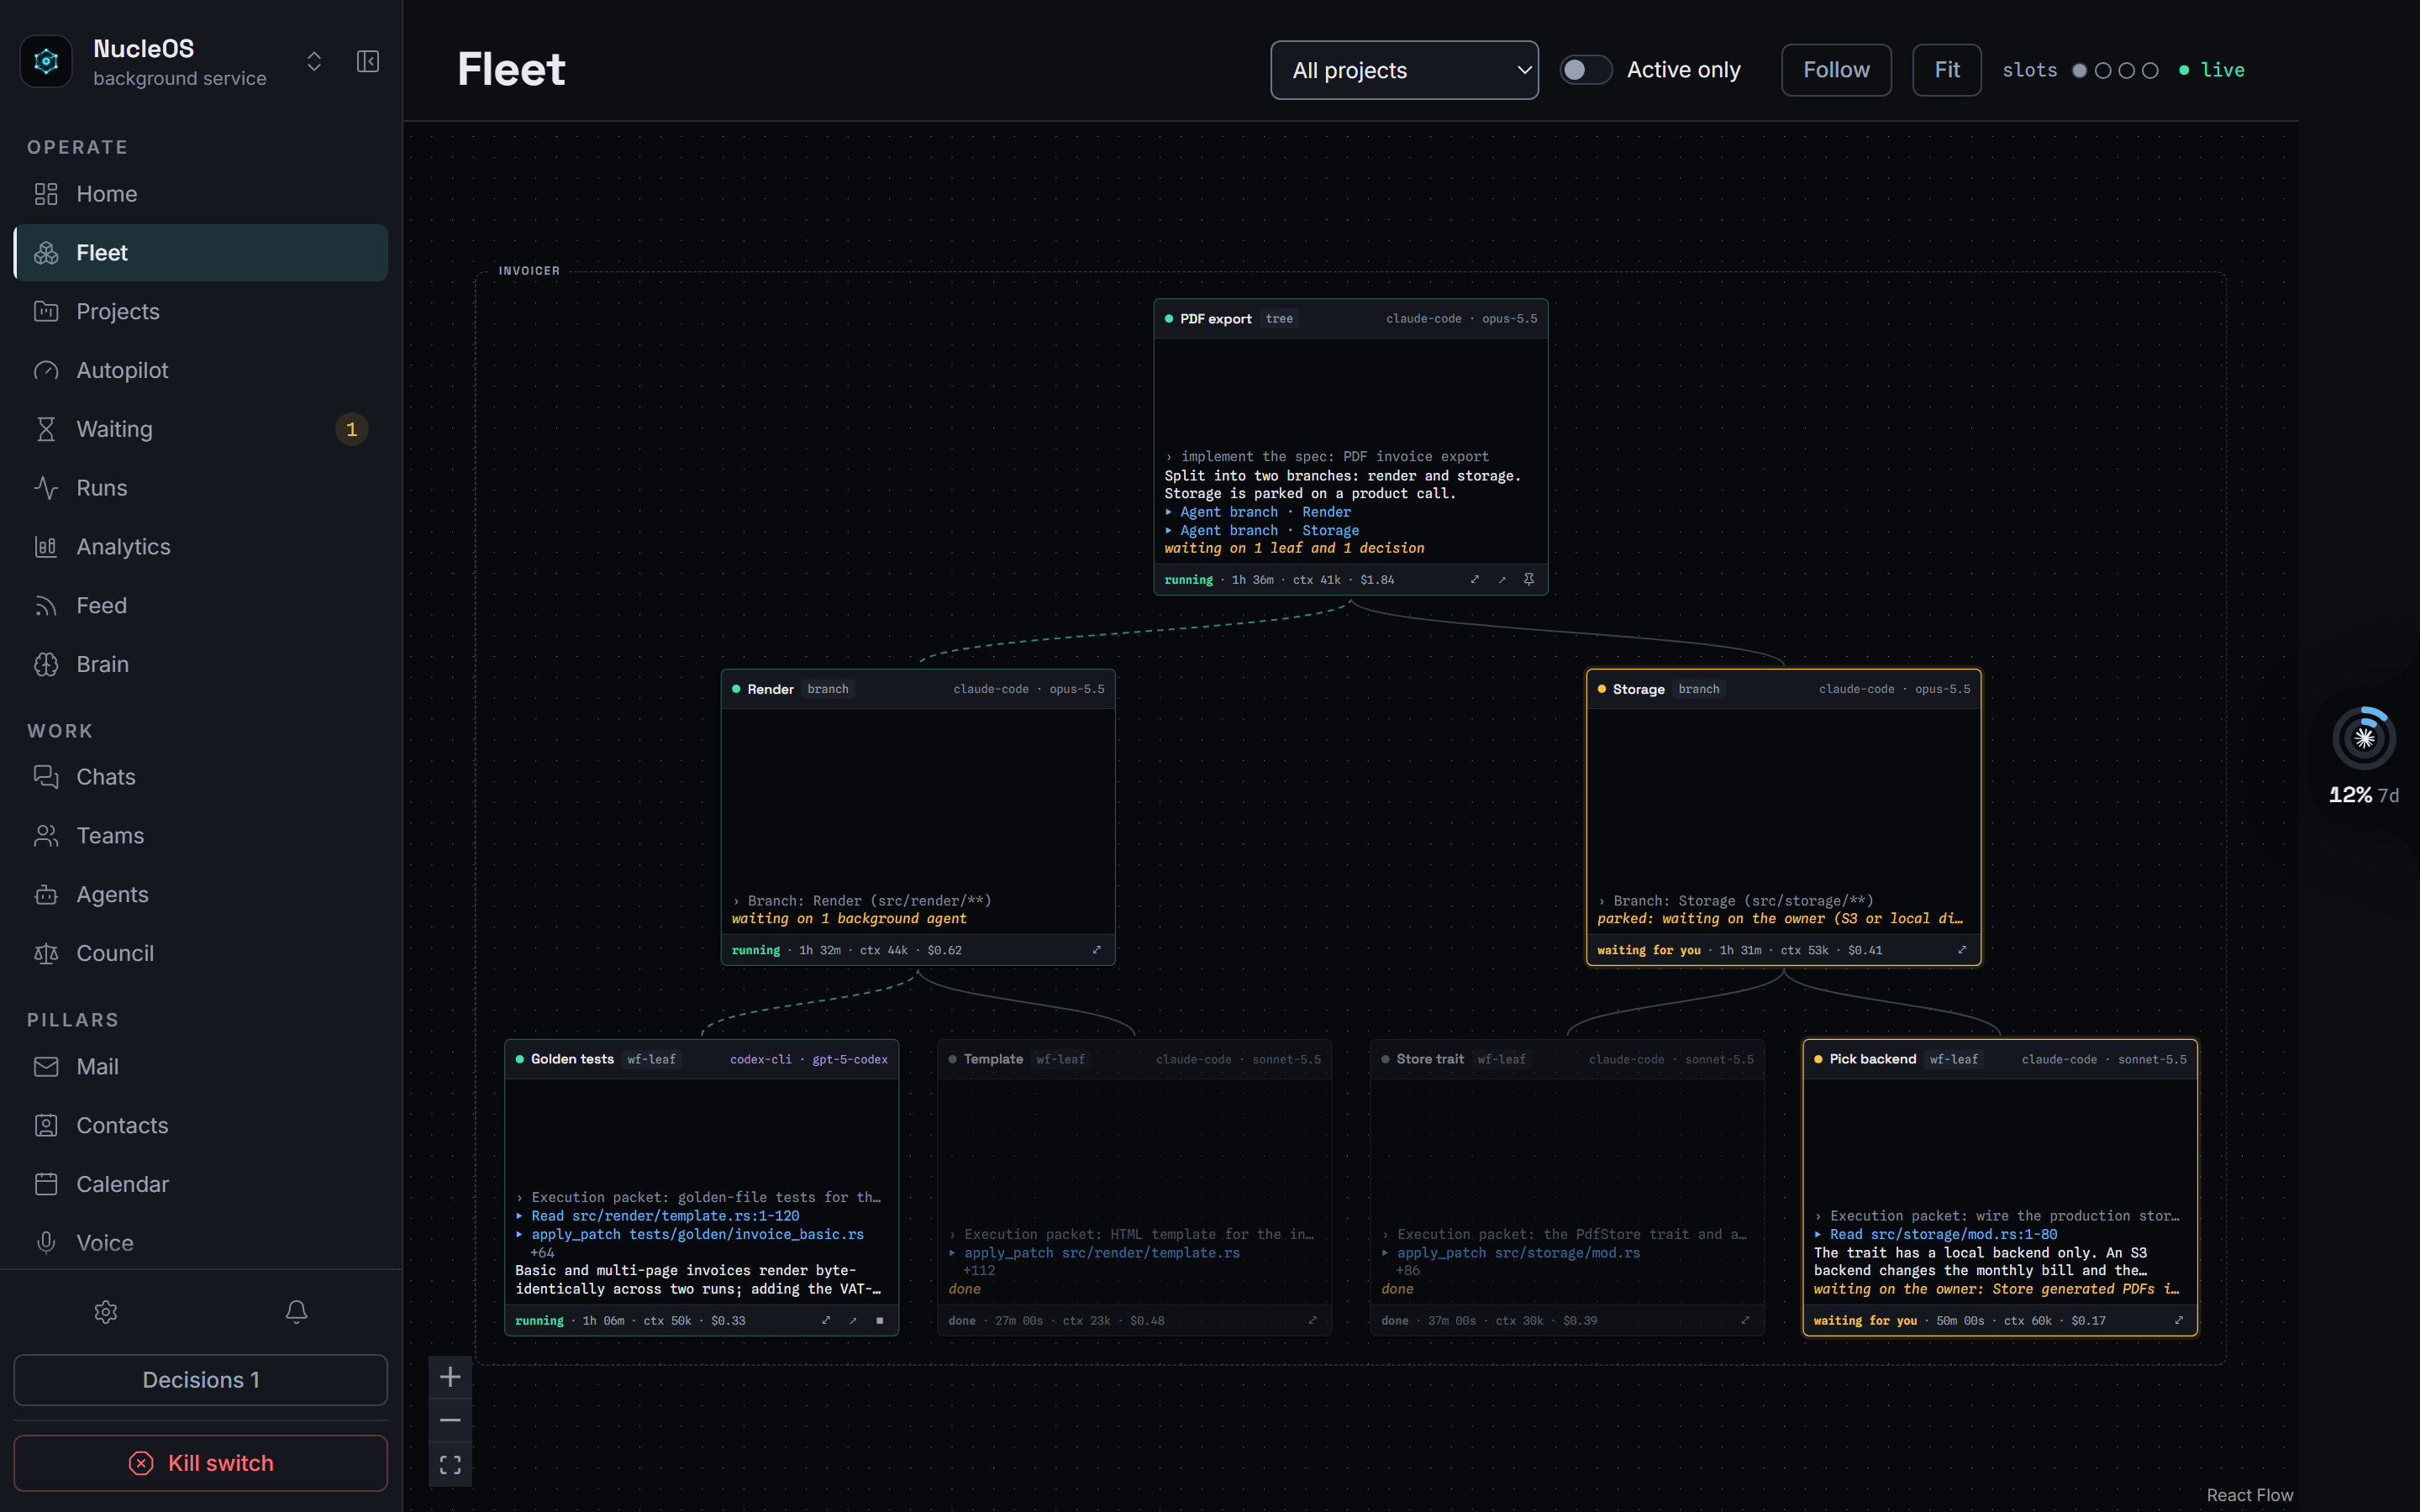 NucleOS
background service
OPERATE
Home
Fleet
Projects
Autopilot
Waiting 1
Runs
Analytics
Feed
Brain
WORK
Chats
Teams
Agents
Council
PILLARS
Mail
Contacts
Calendar
Voice
Decisions 1
Kill switch
Fleet
All projects
Active only
Follow
Fit
slots
live
INVOICER
PDF export tree claude-code · opus-5.5
› implement the spec: PDF invoice export
Split into two branches: render and storage.
Storage is parked on a product call.
▸ Agent branch · Render
▸ Agent branch · Storage
waiting on 1 leaf and 1 decision
running · 1h 36m · ctx 41k · $1.84
Render branch claude-code · opus-5.5
› Branch: Render (src/render/**)
waiting on 1 background agent
running · 1h 32m · ctx 44k · $0.62
Storage branch claude-code · opus-5.5
› Branch: Storage (src/storage/**)
parked: waiting on the owner (S3 or local di…
waiting for you · 1h 31m · ctx 53k · $0.41
Golden tests wf-leaf codex-cli · gpt-5-codex
› Execution packet: golden-file tests for th…
▸ Read src/render/template.rs:1-120
▸ apply_patch tests/golden/invoice_basic.rs
+64
Basic and multi-page invoices render byte-
identically across two runs; adding the VAT-…
running · 1h 06m · ctx 50k · $0.33
Template wf-leaf claude-code · sonnet-5.5
› Execution packet: HTML template for the in…
▸ apply_patch src/render/template.rs
+112
done
done · 27m 00s · ctx 23k · $0.48
Store trait wf-leaf claude-code · sonnet-5.5
› Execution packet: the PdfStore trait and a…
▸ apply_patch src/storage/mod.rs
+86
done
done · 37m 00s · ctx 30k · $0.39
Pick backend wf-leaf claude-code · sonnet-5.5
› Execution packet: wire the production stor…
▸ Read src/storage/mod.rs:1-80
The trait has a local backend only. An S3
backend changes the monthly bill and the…
waiting on the owner: Store generated PDFs i…
waiting for you · 50m 00s · ctx 60k · $0.17
12% 7d
React Flow